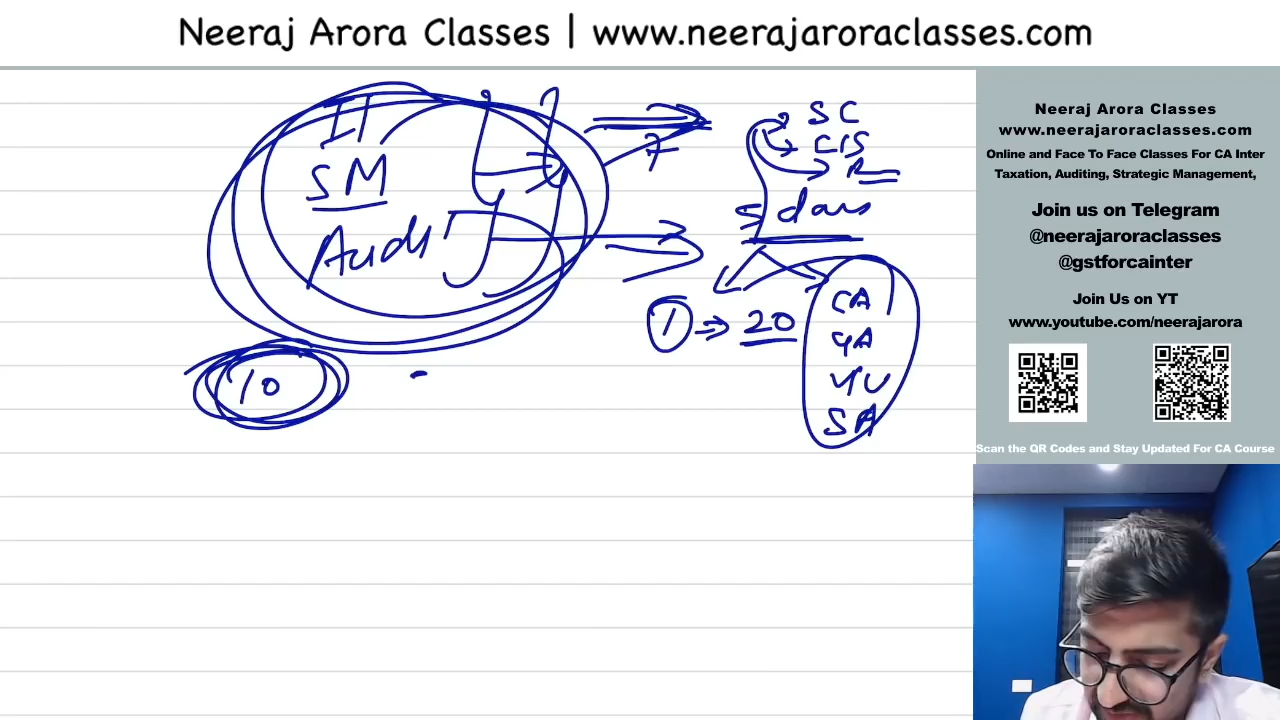 Neeraj Arora Classes | www.neerajaroraclasses.com
IT
SM
Audit
7
SC
CIS
R
5 days
1 → 20
CA
YA
YU
SA
10
Neeraj Arora Classes
www.neerajaroraclasses.com
Online and Face To Face Classes For CA Inter
Taxation, Auditing, Strategic Management,
Join us on Telegram
@neerajaroraclasses
@gstforcainter
Join Us on YT
www.youtube.com/neerajarora
Scan the QR Codes and Stay Updated For CA Course